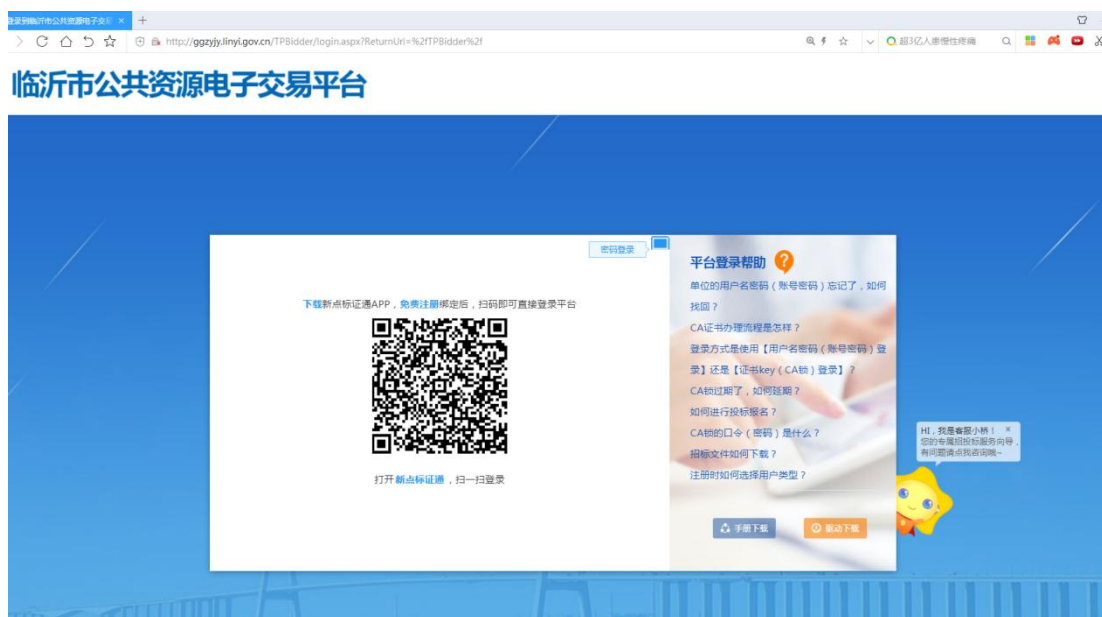 登录到临沂市公共资源电子交易
http://ggzyjy.linyi.gov.cn/TPBidder/login.aspx?ReturnUrl=%2fTPBidder%2f
超3亿人患慢性疼痛
临沂市公共资源电子交易平台
密码登录
下载新点标证通APP，免费注册绑定后，扫码即可直接登录平台
打开新点标证通，扫一扫登录
平台登录帮助 ?
单位的用户名密码（账号密码）忘记了，如何
找回？
CA证书办理流程是怎样？
登录方式是使用【用户名密码（账号密码）登
录】还是【证书key（CA锁）登录】？
CA锁过期了，如何延期？
如何进行投标报名？
CA锁的口令（密码）是什么？
招标文件如何下载？
注册时如何选择用户类型？
手册下载
驱动下载
HI，我是客服小桥！
您的专属招投标服务向导，
有问题请点我咨询哦~